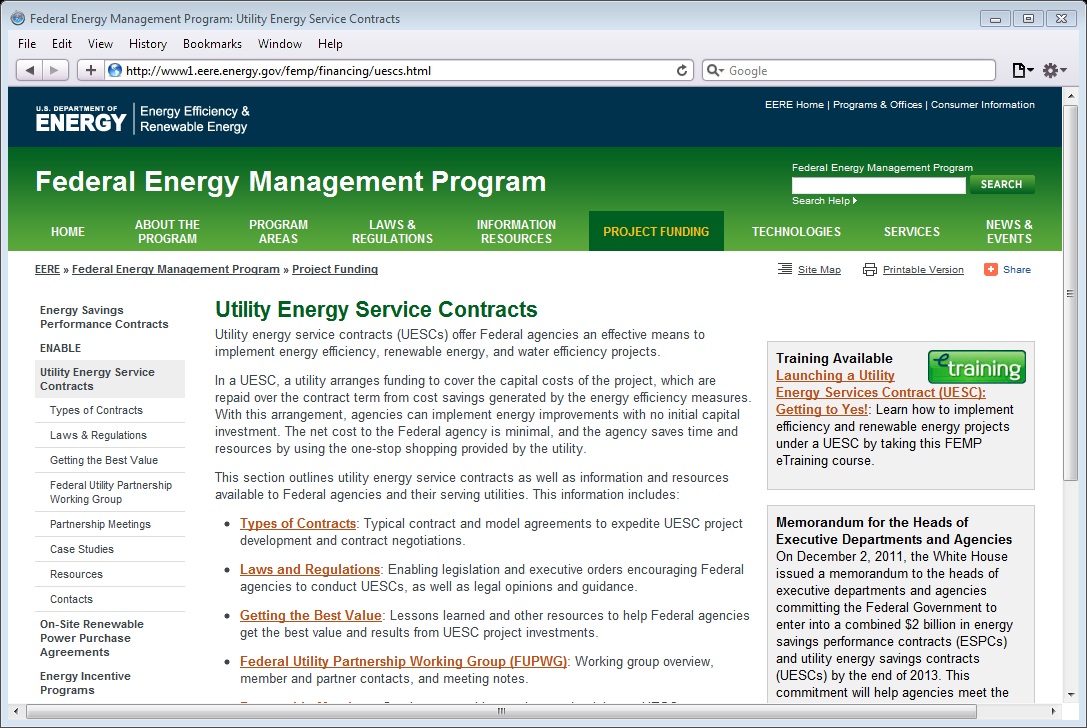 Federal Energy Management Program: Utility Energy Service Contracts
File Edit View History Bookmarks Window Help
http://www1.eere.energy.gov/femp/financing/uescs.html
Google
U.S. DEPARTMENT OF
ENERGY
Energy Efficiency &
Renewable Energy
EERE Home | Programs & Offices | Consumer Information
Federal Energy Management Program
Federal Energy Management Program
SEARCH
Search Help
HOME
ABOUT THE
PROGRAM
PROGRAM
AREAS
LAWS &
REGULATIONS
INFORMATION
RESOURCES
PROJECT FUNDING
TECHNOLOGIES
SERVICES
NEWS &
EVENTS
EERE » Federal Energy Management Program » Project Funding
Site Map
Printable Version
Share
Energy Savings
Performance Contracts
ENABLE
Utility Energy Service
Contracts
Types of Contracts
Laws & Regulations
Getting the Best Value
Federal Utility Partnership
Working Group
Partnership Meetings
Case Studies
Resources
Contacts
On-Site Renewable
Power Purchase
Agreements
Energy Incentive
Programs
Utility Energy Service Contracts
Utility energy service contracts (UESCs) offer Federal agencies an effective means to
implement energy efficiency, renewable energy, and water efficiency projects.
In a UESC, a utility arranges funding to cover the capital costs of the project, which are
repaid over the contract term from cost savings generated by the energy efficiency measures.
With this arrangement, agencies can implement energy improvements with no initial capital
investment. The net cost to the Federal agency is minimal, and the agency saves time and
resources by using the one-stop shopping provided by the utility.
This section outlines utility energy service contracts as well as information and resources
available to Federal agencies and their serving utilities. This information includes:
• Types of Contracts: Typical contract and model agreements to expedite UESC project
development and contract negotiations.
• Laws and Regulations: Enabling legislation and executive orders encouraging Federal
agencies to conduct UESCs, as well as legal opinions and guidance.
• Getting the Best Value: Lessons learned and other resources to help Federal agencies
get the best value and results from UESC project investments.
• Federal Utility Partnership Working Group (FUPWG): Working group overview,
member and partner contacts, and meeting notes.
Training Available
etraining
Launching a Utility
Energy Services Contract (UESC):
Getting to Yes!: Learn how to implement
efficiency and renewable energy projects
under a UESC by taking this FEMP
eTraining course.
Memorandum for the Heads of
Executive Departments and Agencies
On December 2, 2011, the White House
issued a memorandum to the heads of
executive departments and agencies
committing the Federal Government to
enter into a combined $2 billion in energy
savings performance contracts (ESPCs)
and utility energy savings contracts
(UESCs) by the end of 2013. This
commitment will help agencies meet the